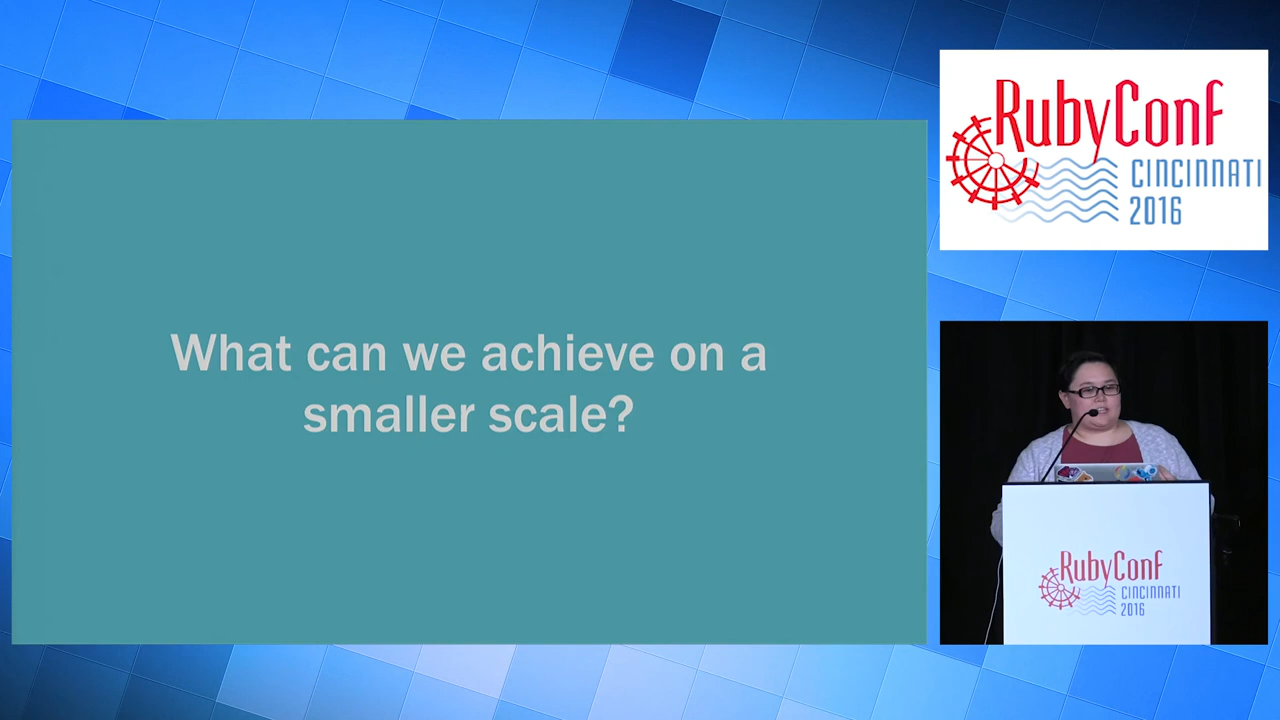 What can we achieve on a
smaller scale?
RubyConf
CINCINNATI
2016
RubyConf
CINCINNATI
2016